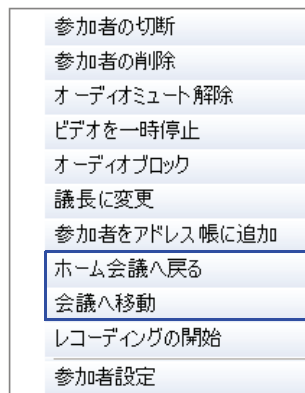 参加者の切断
参加者の削除
オーディオミュート解除
ビデオを一時停止
オーディオブロック
議長に変更
参加者をアドレス帳に追加
ホーム会議へ戻る
会議へ移動
レコーディングの開始
参加者設定